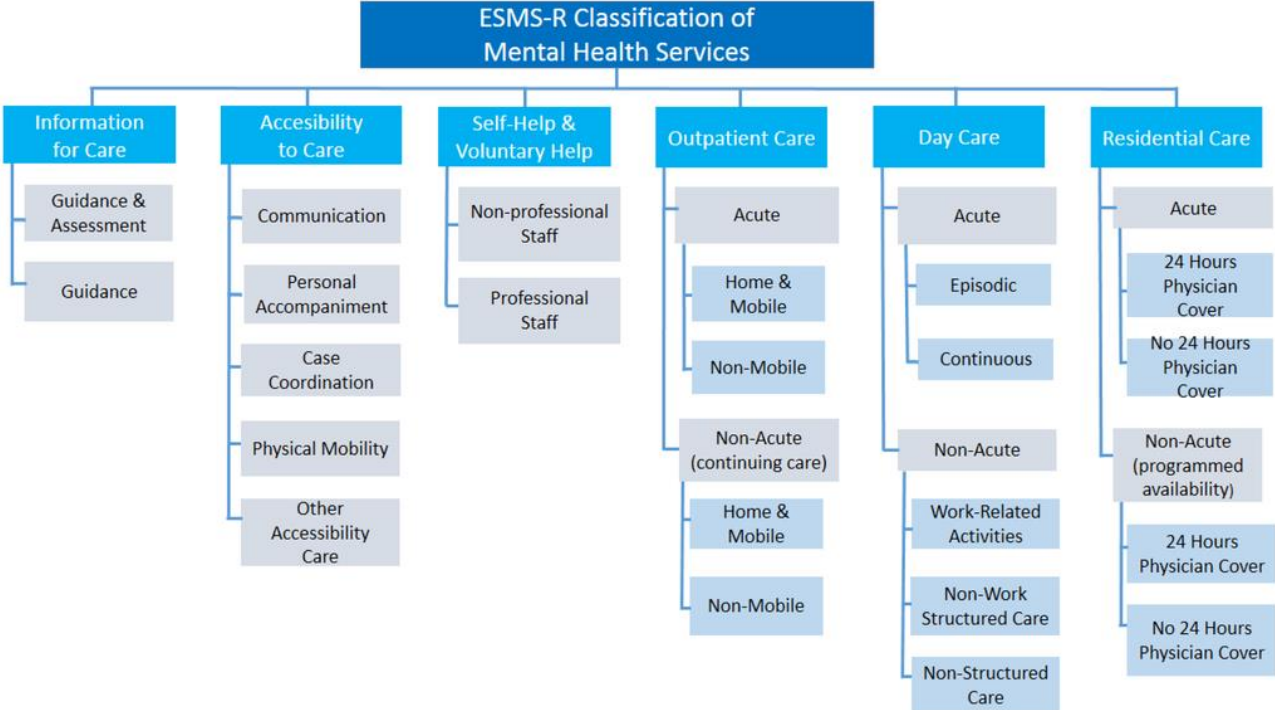 ESMS-R Classification of
Mental Health Services
Information
for Care
Guidance &
Assessment
Guidance
Accesibility
to Care
Communication
Personal
Accompaniment
Case
Coordination
Physical Mobility
Other
Accessibility
Care
Self-Help &
Voluntary Help
Non-professional
Staff
Professional
Staff
Outpatient Care
Acute
Home &
Mobile
Non-Mobile
Non-Acute
(continuing care)
Home &
Mobile
Non-Mobile
Day Care
Acute
Episodic
Continuous
Non-Acute
Work-Related
Activities
Non-Work
Structured Care
Non-Structured
Care
Residential Care
Acute
24 Hours
Physician
Cover
No 24 Hours
Physician
Cover
Non-Acute
(programmed
availability)
24 Hours
Physician Cover
No 24 Hours
Physician Cover